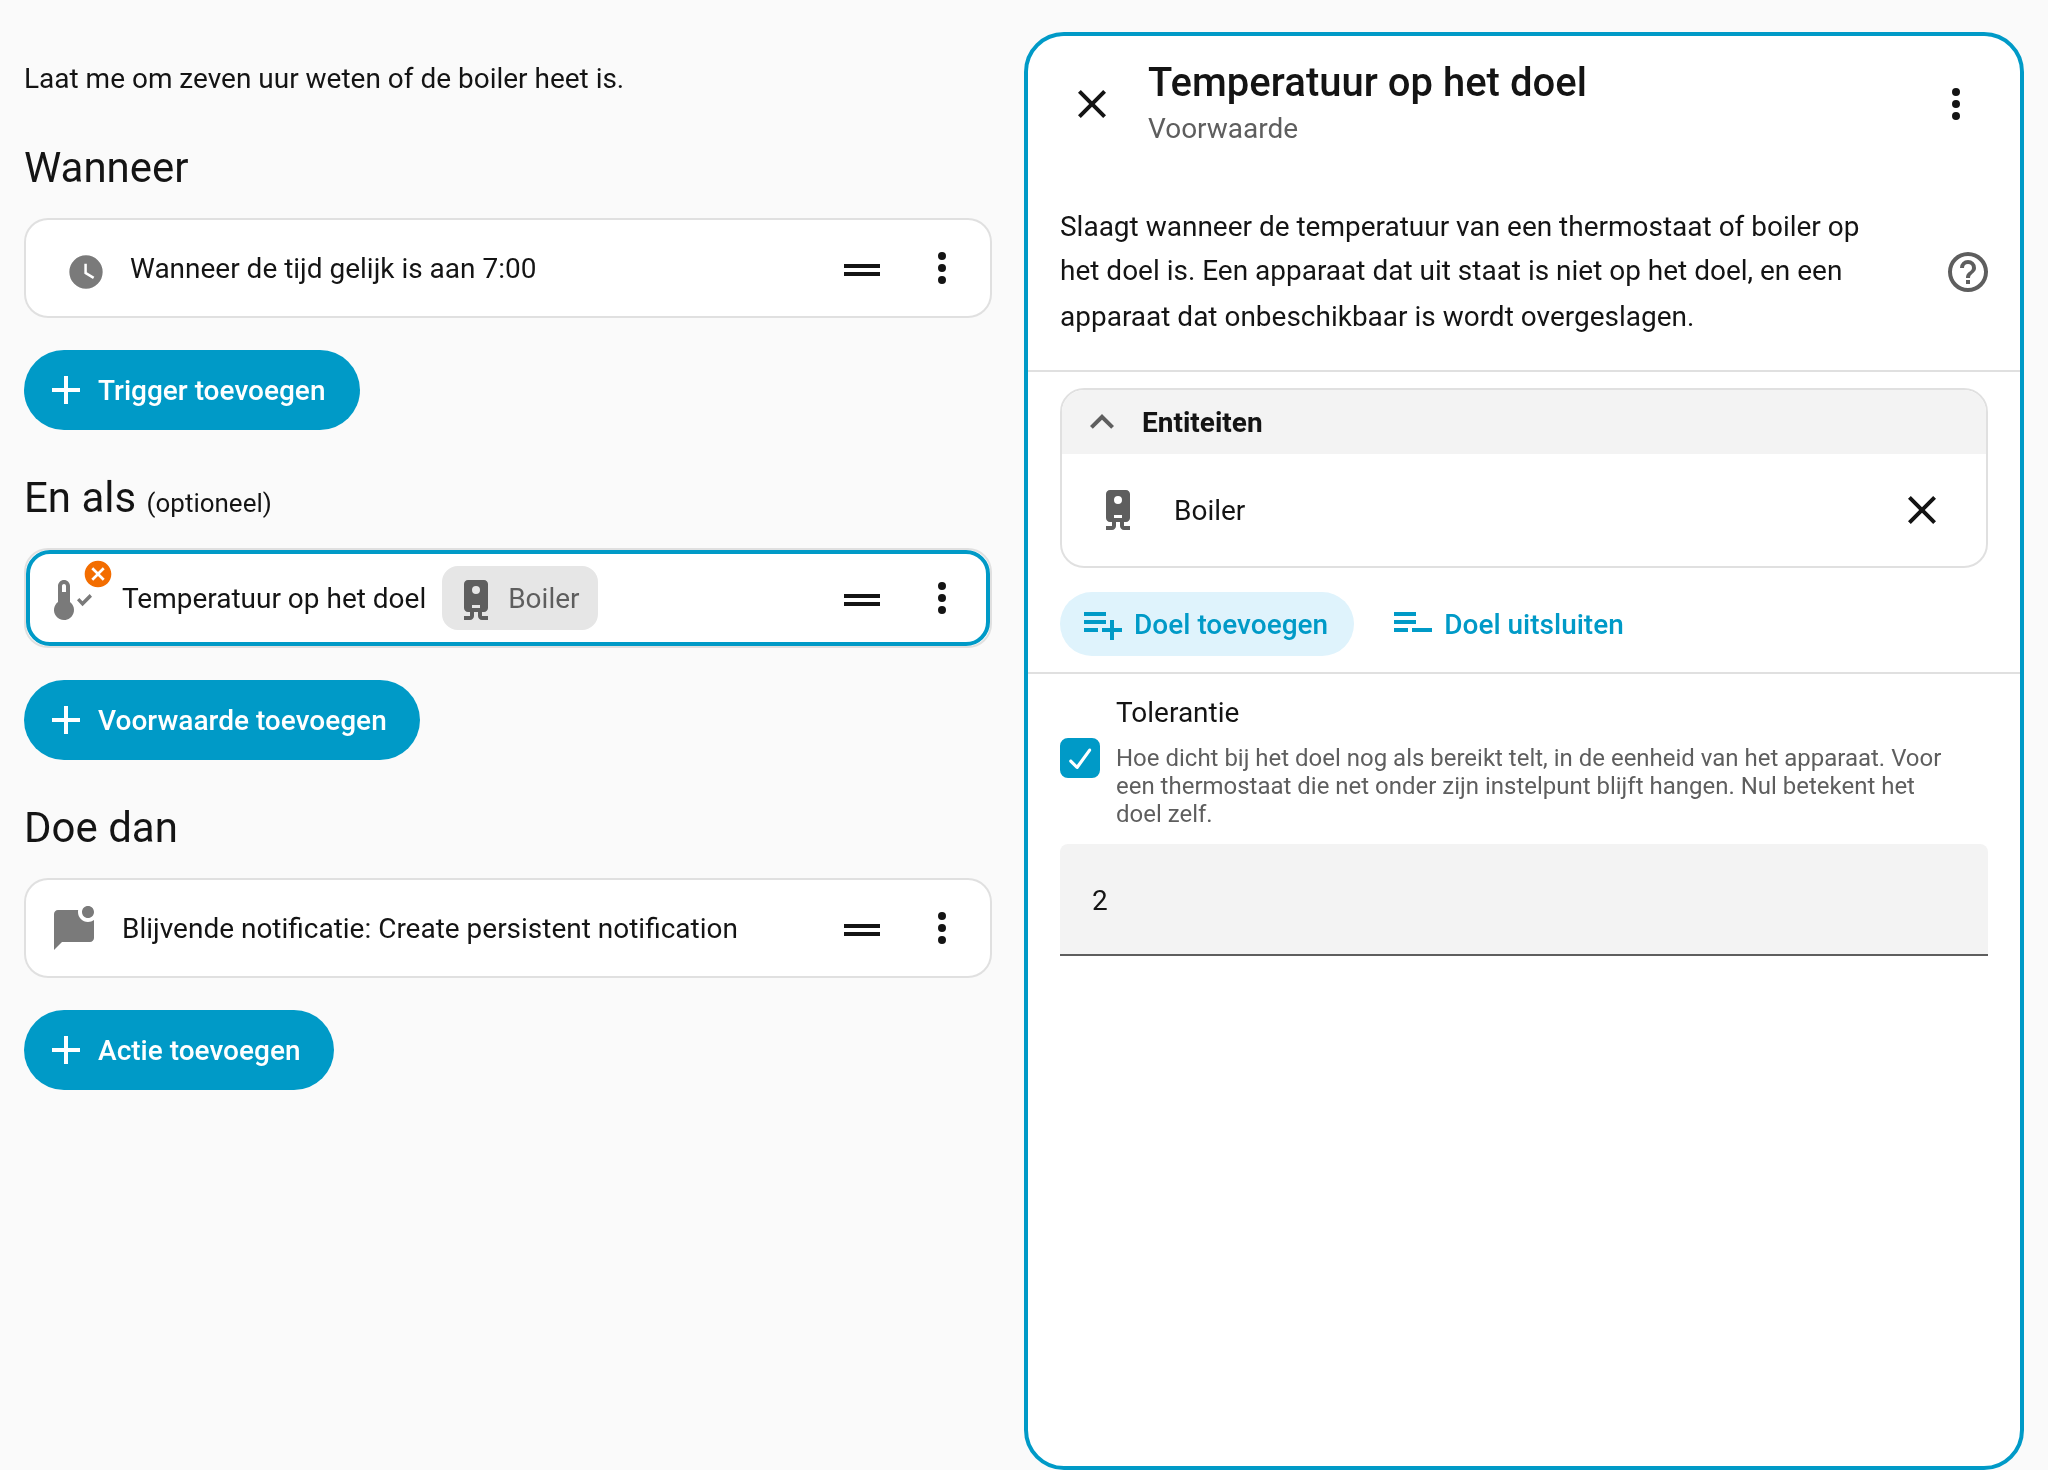 Laat me om zeven uur weten of de boiler heet is.
Wanneer
Wanneer de tijd gelijk is aan 7:00
Trigger toevoegen
En als (optioneel)
Temperatuur op het doel Boiler
Voorwaarde toevoegen
Doe dan
Blijvende notificatie: Create persistent notification
Actie toevoegen
Temperatuur op het doel
Voorwaarde
Slaagt wanneer de temperatuur van een thermostaat of boiler op
het doel is. Een apparaat dat uit staat is niet op het doel, en een
apparaat dat onbeschikbaar is wordt overgeslagen.
Entiteiten
Boiler
Doel toevoegen Doel uitsluiten
Tolerantie
Hoe dicht bij het doel nog als bereikt telt, in de eenheid van het apparaat. Voor
een thermostaat die net onder zijn instelpunt blijft hangen. Nul betekent het
doel zelf.
2